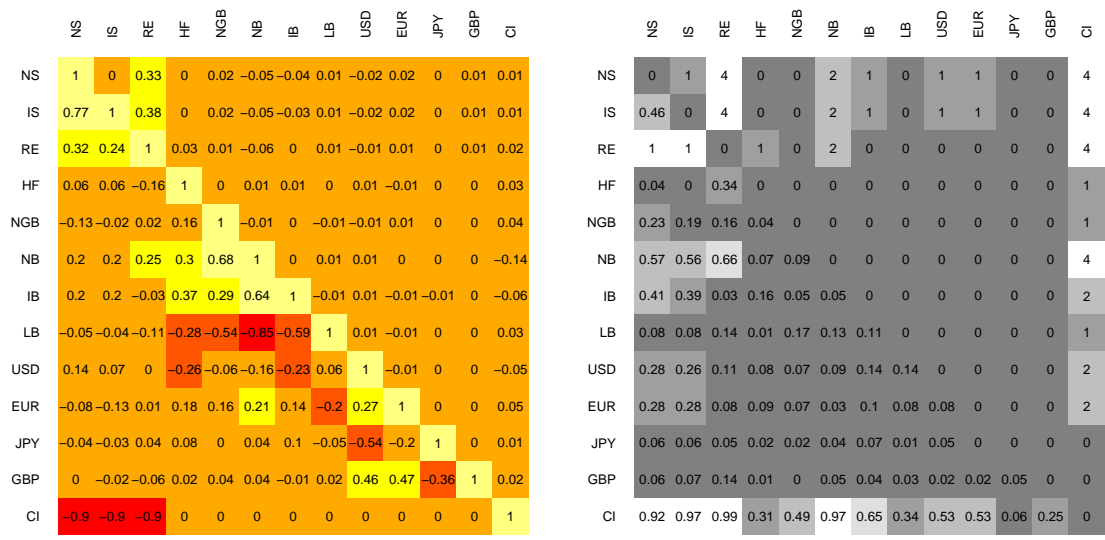 NS IS RE HF NGB NB IB LB USD EUR JPY GBP CI
NS 1 0 0.33 0 0.02 −0.05 −0.04 0.01 −0.02 0.02 0 0.01 0.01
IS 0.77 1 0.38 0 0.02 −0.05 −0.03 0.01 −0.02 0.02 0 0.01 0.01
RE 0.32 0.24 1 0.03 0.01 −0.06 0 0.01 −0.01 0.01 0 0.01 0.02
HF 0.06 0.06 −0.16 1 0 0.01 0.01 0 0.01 −0.01 0 0 0.03
NGB −0.13 −0.02 0.02 0.16 1 −0.01 0 −0.01 −0.01 0.01 0 0 0.04
NB 0.2 0.2 0.25 0.3 0.68 1 0 0.01 0.01 0 0 0 −0.14
IB 0.2 0.2 −0.03 0.37 0.29 0.64 1 −0.01 0.01 −0.01 −0.01 0 −0.06
LB −0.05 −0.04 −0.11 −0.28 −0.54 −0.85 −0.59 1 0.01 −0.01 0 0 0.03
USD 0.14 0.07 0 −0.26 −0.06 −0.16 −0.23 0.06 1 −0.01 0 0 −0.05
EUR −0.08 −0.13 0.01 0.18 0.16 0.21 0.14 −0.2 0.27 1 0 0 0.05
JPY −0.04 −0.03 0.04 0.08 0 0.04 0.1 −0.05 −0.54 −0.2 1 0 0.01
GBP 0 −0.02 −0.06 0.02 0.04 0.04 −0.01 0.02 0.46 0.47 −0.36 1 0.02
CI −0.9 −0.9 −0.9 0 0 0 0 0 0 0 0 0 1
NS IS RE HF NGB NB IB LB USD EUR JPY GBP CI
NS 0 1 4 0 0 2 1 0 1 1 0 0 4
IS 0.46 0 4 0 0 2 1 0 1 1 0 0 4
RE 1 1 0 1 0 2 0 0 0 0 0 0 4
HF 0.04 0 0.34 0 0 0 0 0 0 0 0 0 1
NGB 0.23 0.19 0.16 0.04 0 0 0 0 0 0 0 0 1
NB 0.57 0.56 0.66 0.07 0.09 0 0 0 0 0 0 0 4
IB 0.41 0.39 0.03 0.16 0.05 0.05 0 0 0 0 0 0 2
LB 0.08 0.08 0.14 0.01 0.17 0.13 0.11 0 0 0 0 0 1
USD 0.28 0.26 0.11 0.08 0.07 0.09 0.14 0.14 0 0 0 0 2
EUR 0.28 0.28 0.08 0.09 0.07 0.03 0.1 0.08 0.08 0 0 0 2
JPY 0.06 0.06 0.05 0.02 0.02 0.04 0.07 0.01 0.05 0 0 0 0
GBP 0.06 0.07 0.14 0.01 0 0.05 0.04 0.03 0.02 0.02 0.05 0 0
CI 0.92 0.97 0.99 0.31 0.49 0.97 0.65 0.34 0.53 0.53 0.06 0.25 0